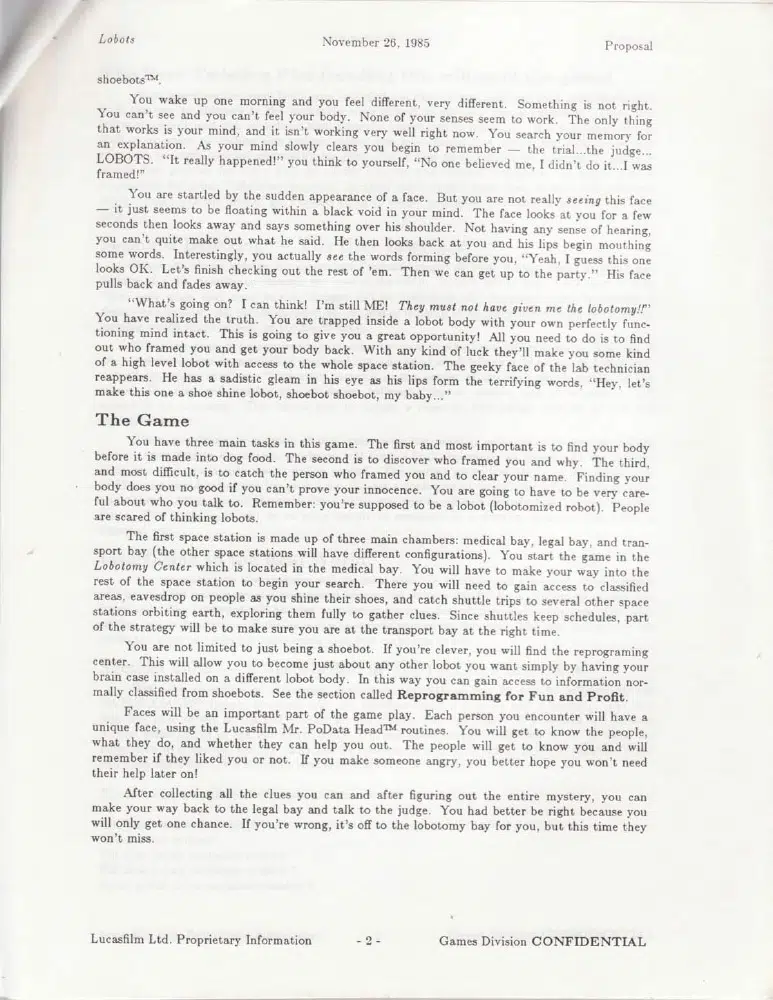 Lobots November 26, 1985 Proposal
shoebots™.
You wake up one morning and you feel different, very different. Something is not right.
You can't see and you can't feel your body. None of your senses seem to work. The only thing
that works is your mind, and it isn't working very well right now. You search your memory for
an explanation. As your mind slowly clears you begin to remember — the trial...the judge...
LOBOTS. "It really happened!" you think to yourself, "No one believed me, I didn't do it...I was
framed!"
You are startled by the sudden appearance of a face. But you are not really seeing this face
— it just seems to be floating within a black void in your mind. The face looks at you for a few
seconds then looks away and says something over his shoulder. Not having any sense of hearing,
you can't quite make out what he said. He then looks back at you and his lips begin mouthing
some words. Interestingly, you actually see the words forming before you, "Yeah, I guess this one
looks OK. Let's finish checking out the rest of 'em. Then we can get up to the party." His face
pulls back and fades away.
"What's going on? I can think! I'm still ME! They must not have given me the lobotomy!!"
You have realized the truth. You are trapped inside a lobot body with your own perfectly func-
tioning mind intact. This is going to give you a great opportunity! All you need to do is to find
out who framed you and get your body back. With any kind of luck they'll make you some kind
of a high level lobot with access to the whole space station. The geeky face of the lab technician
reappears. He has a sadistic gleam in his eye as his lips form the terrifying words, "Hey, let's
make this one a shoe shine lobot, shoebot shoebot, my baby..."
The Game
You have three main tasks in this game. The first and most important is to find your body
before it is made into dog food. The second is to discover who framed you and why. The third,
and most difficult, is to catch the person who framed you and to clear your name. Finding your
body does you no good if you can't prove your innocence. You are going to have to be very care-
ful about who you talk to. Remember: you're supposed to be a lobot (lobotomized robot). People
are scared of thinking lobots.
The first space station is made up of three main chambers: medical bay, legal bay, and tran-
sport bay (the other space stations will have different configurations). You start the game in the
Lobotomy Center which is located in the medical bay. You will have to make your way into the
rest of the space station to begin your search. There you will need to gain access to classified
areas, eavesdrop on people as you shine their shoes, and catch shuttle trips to several other space
stations orbiting earth, exploring them fully to gather clues. Since shuttles keep schedules, part
of the strategy will be to make sure you are at the transport bay at the right time.
You are not limited to just being a shoebot. If you're clever, you will find the reprograming
center. This will allow you to become just about any other lobot you want simply by having your
brain case installed on a different lobot body. In this way you can gain access to information nor-
mally classified from shoebots. See the section called Reprogramming for Fun and Profit.
Faces will be an important part of the game play. Each person you encounter will have a
unique face, using the Lucasfilm Mr. PoData Head™ routines. You will get to know the people,
what they do, and whether they can help you out. The people will get to know you and will
remember if they liked you or not. If you make someone angry, you better hope you won't need
their help later on!
After collecting all the clues you can and after figuring out the entire mystery, you can
make your way back to the legal bay and talk to the judge. You had better be right because you
will only get one chance. If you're wrong, it's off to the lobotomy bay for you, but this time they
won't miss.
Lucasfilm Ltd. Proprietary Information - 2 - Games Division CONFIDENTIAL